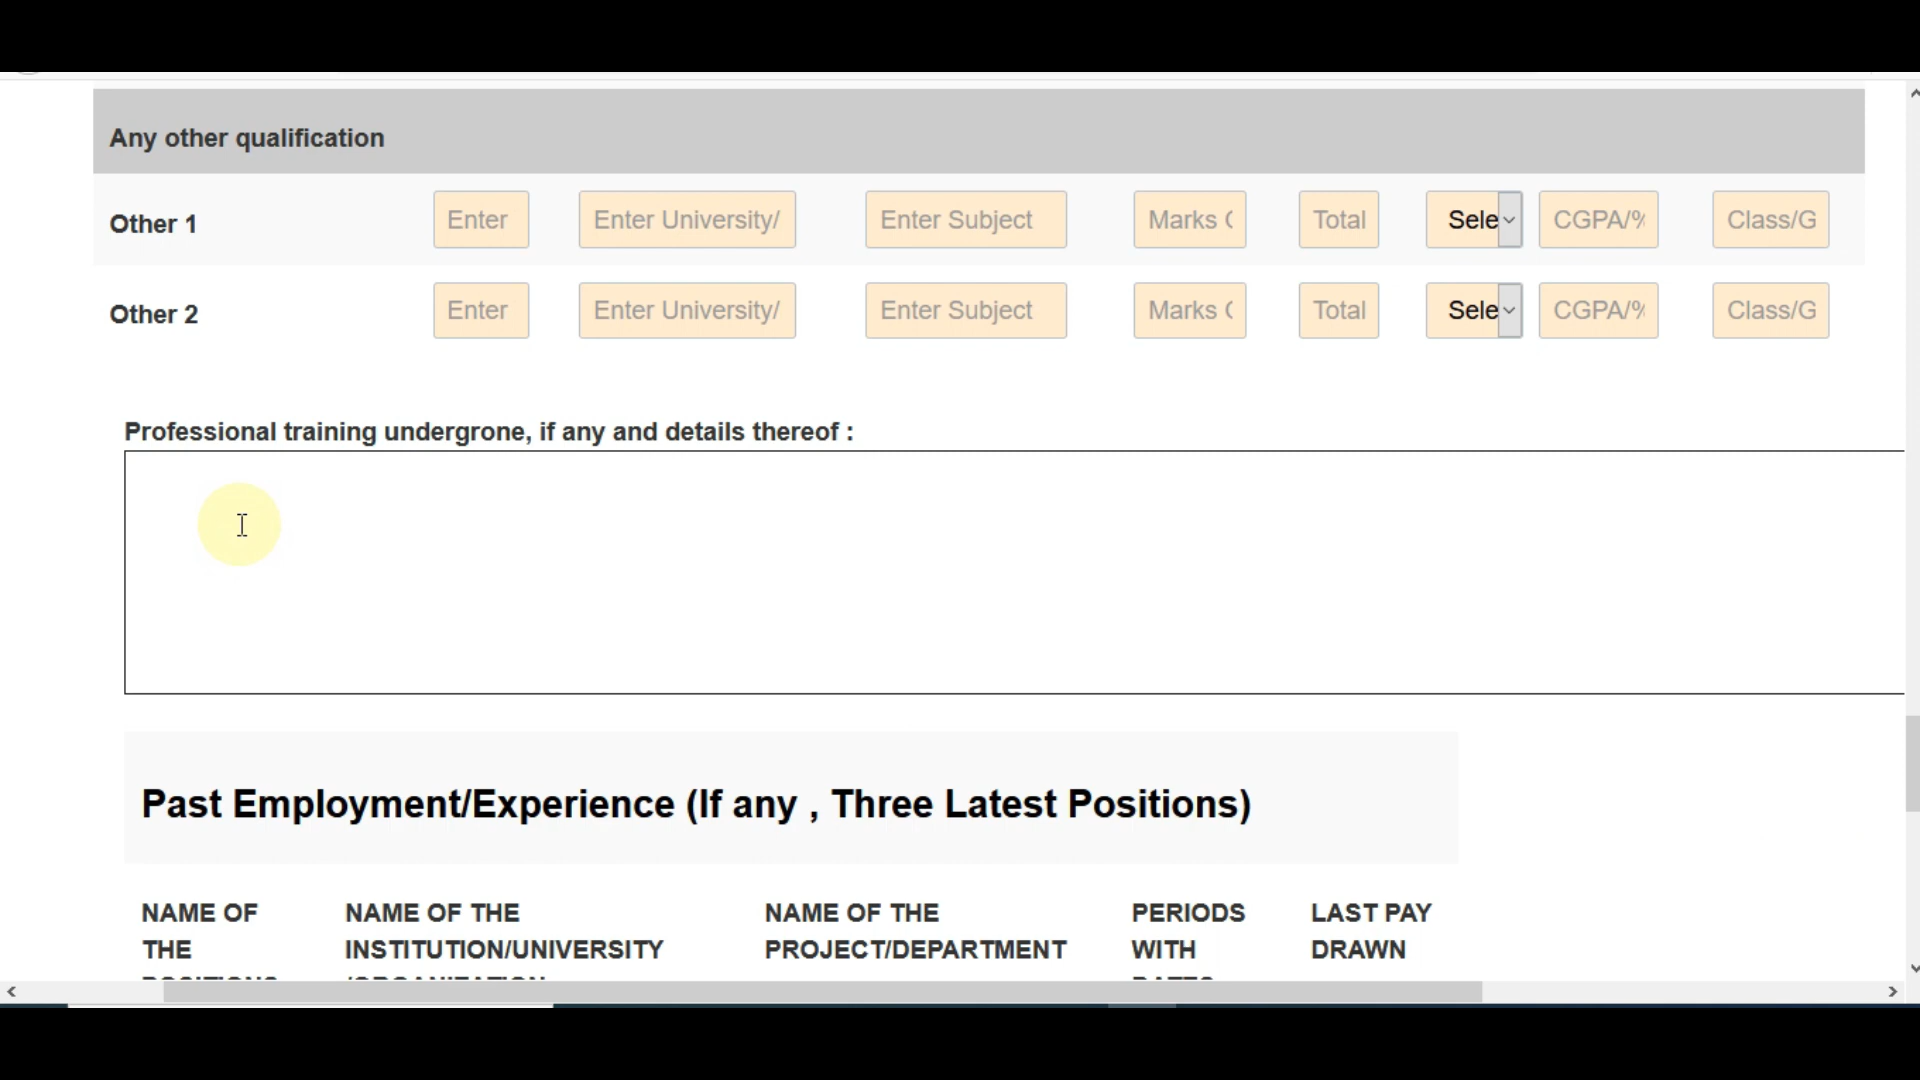 Any other qualification
Other 1 Enter Enter University/ Enter Subject Marks Total Sele CGPA/% Class/G
Other 2 Enter Enter University/ Enter Subject Marks Total Sele CGPA/% Class/G
Professional training undergrone, if any and details thereof :
Past Employment/Experience (If any , Three Latest Positions)
NAME OF NAME OF THE NAME OF THE PERIODS LAST PAY
THE INSTITUTION/UNIVERSITY PROJECT/DEPARTMENT WITH DRAWN